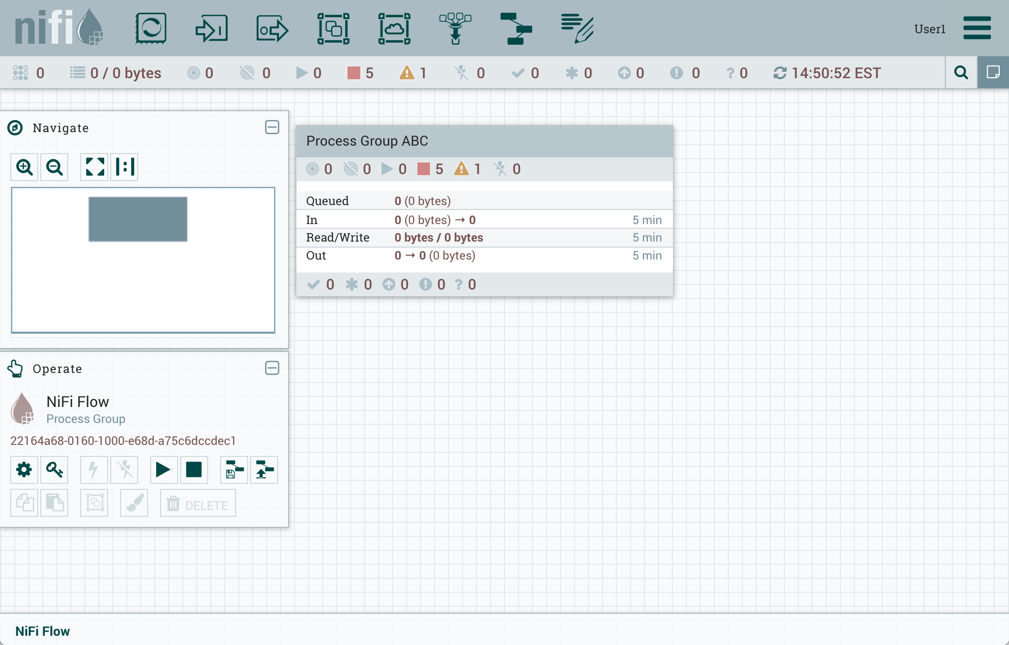 nifi
User1
0 0 / 0 bytes 0 0 0 5 1 0 0 0 0 0 ? 0 14:50:52 EST
Navigate
Process Group ABC
0 0 0 5 1 0
Queued 0 (0 bytes)
In 0 (0 bytes) → 0 5 min
Read/Write 0 bytes / 0 bytes 5 min
Out 0 → 0 (0 bytes) 5 min
0 0 0 0 ? 0
Operate
NiFi Flow
Process Group
22164a68-0160-1000-e68d-a75c6dccdec1
DELETE
NiFi Flow